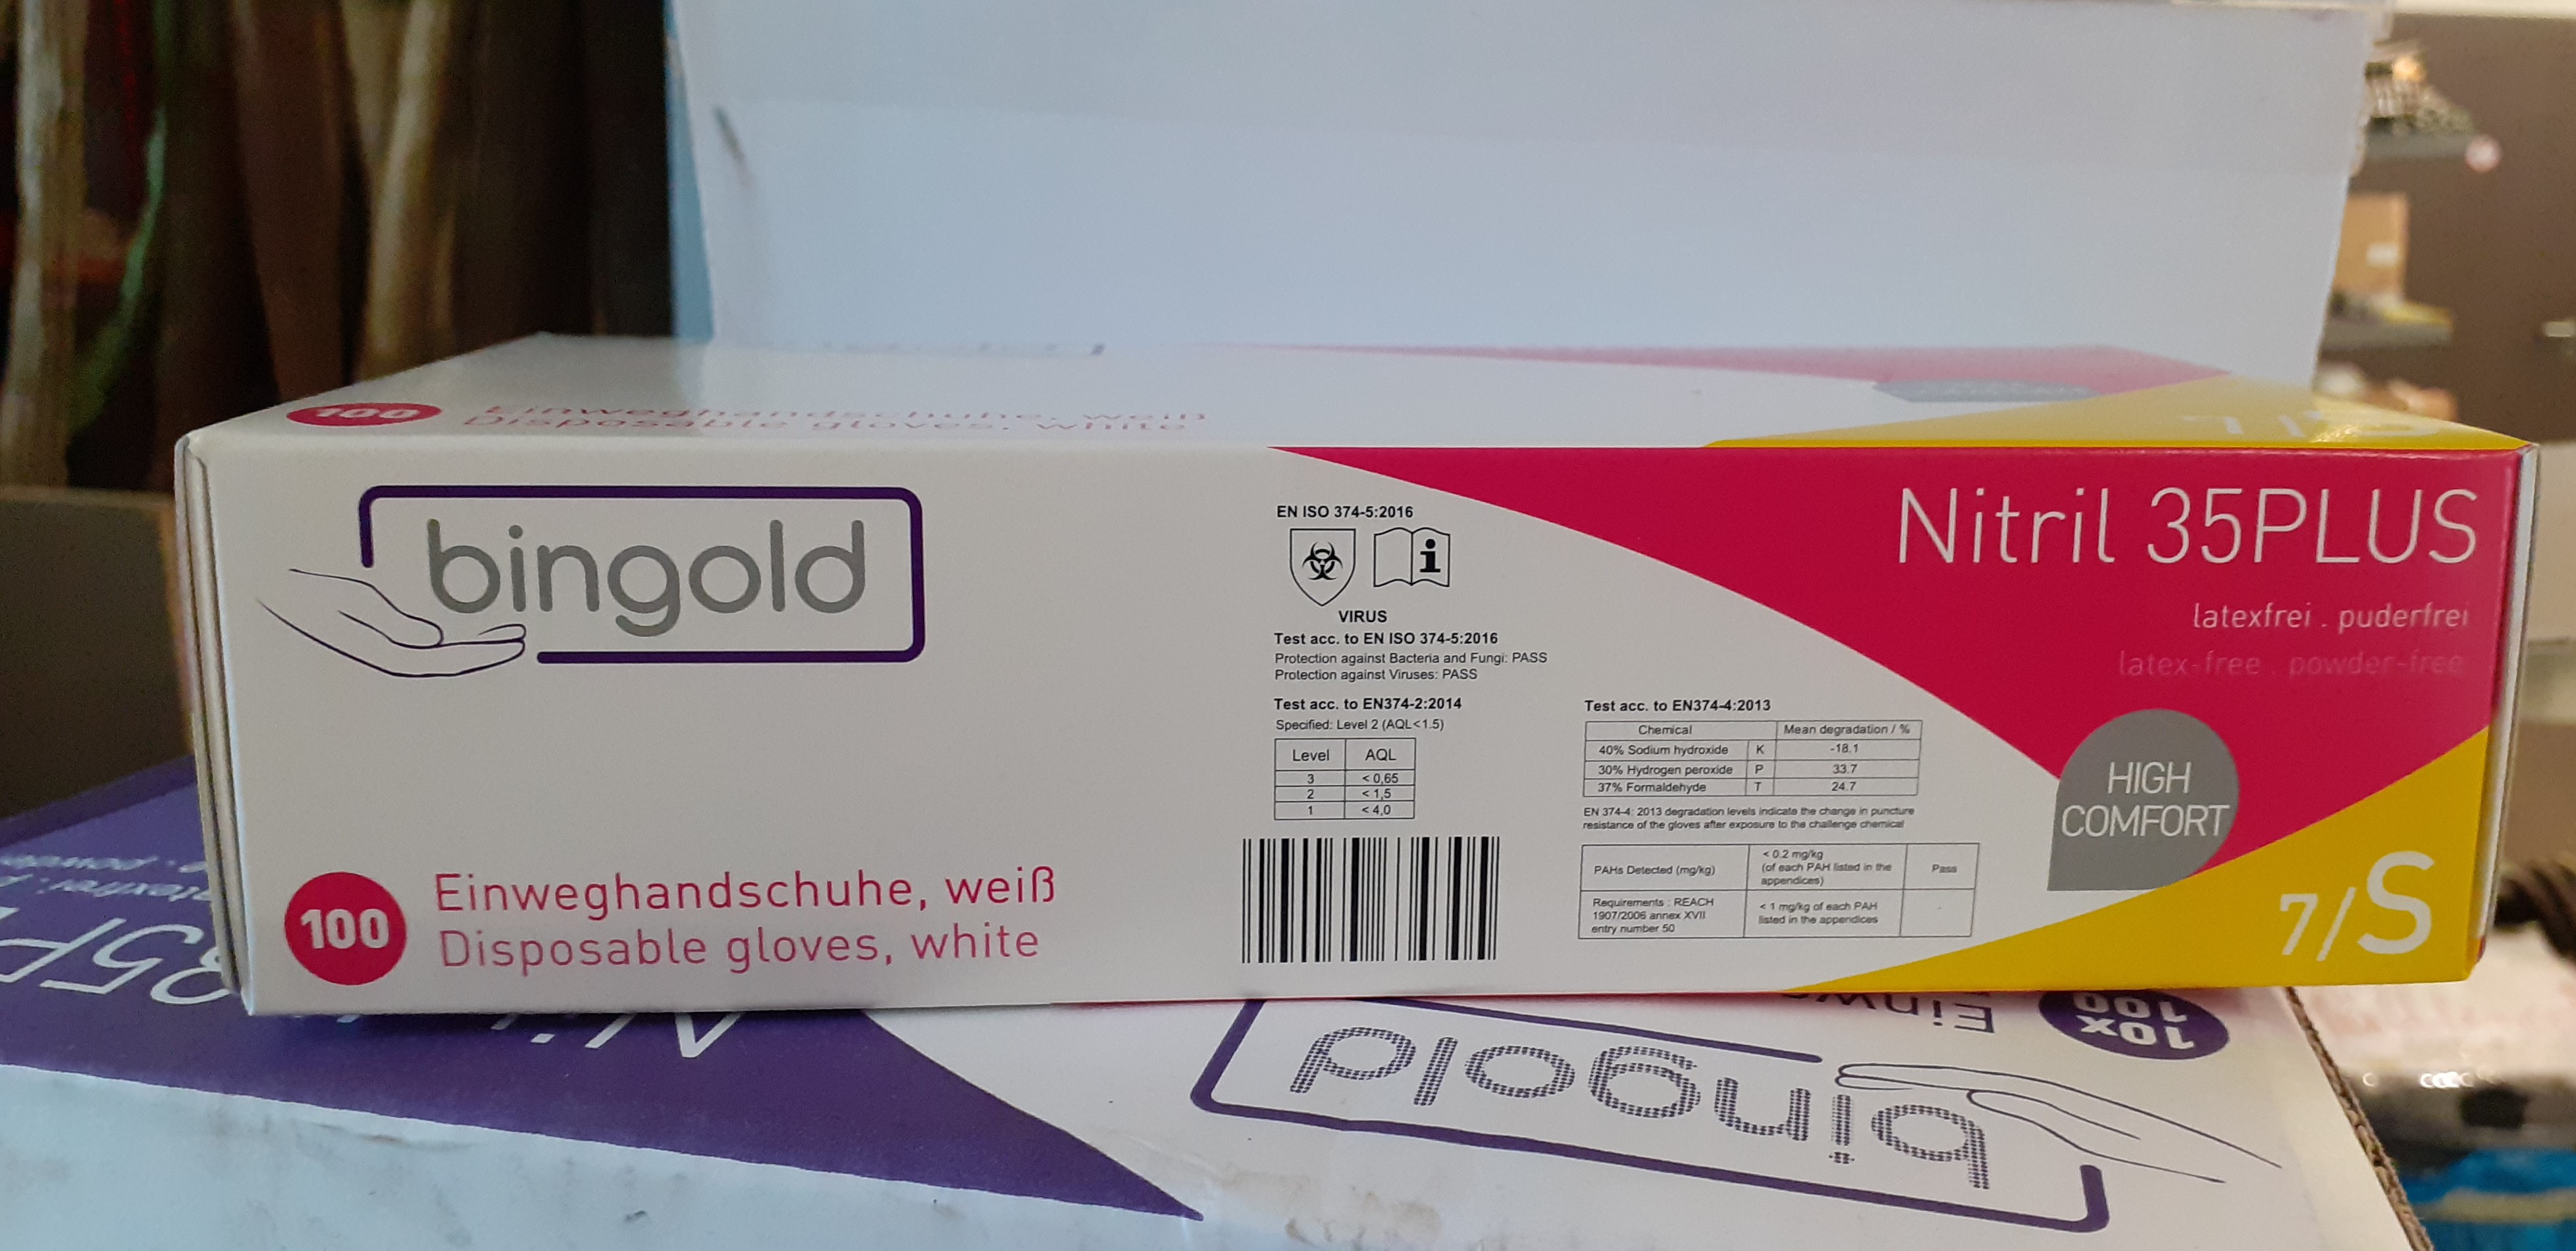 100 Einweghandschuhe, weiß
Disposable gloves, white
7/S
bingold
EN ISO 374-5:2016
i
VIRUS
Test acc. to EN ISO 374-5:2016
Protection against Bacteria and Fungi: PASS
Protection against Viruses: PASS
Test acc. to EN374-2:2014
Specified: Level 2 (AQL<1.5)
Level AQL
3 < 0,65
2 < 1,5
1 < 4,0
Test acc. to EN374-4:2013
Chemical Mean degradation / %
40% Sodium hydroxide K -18.1
30% Hydrogen peroxide P 33.7
37% Formaldehyde T 24.7
EN 374-4: 2013 degradation levels indicate the change in puncture
resistance of the gloves after exposure to the challenge chemical
PAHs Detected (mg/kg) < 0.2 mg/kg (of each PAH listed in the appendices) Pass
Requirements : REACH 1907/2006 annex XVII entry number 50 < 1 mg/kg of each PAH listed in the appendices -
Nitril 35PLUS
latexfrei . puderfrei
latex-free . powder-free
HIGH
COMFORT
7/S
100 Einweghandschuhe, weiß
Disposable gloves, white
10x
100
bingold